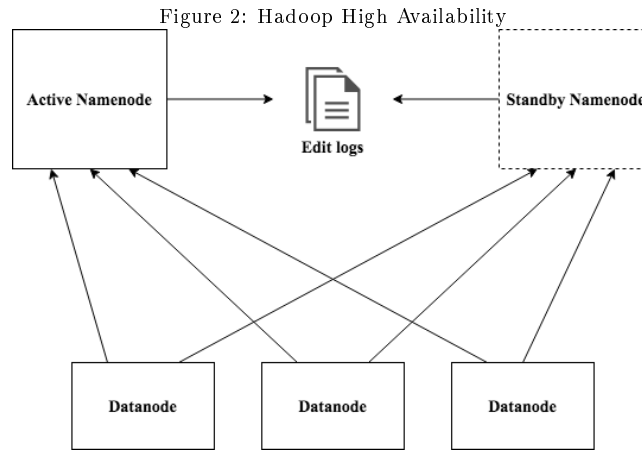 Figure 2: Hadoop High Availability
Active Namenode
Edit logs
Standby Namenode
Datanode
Datanode
Datanode